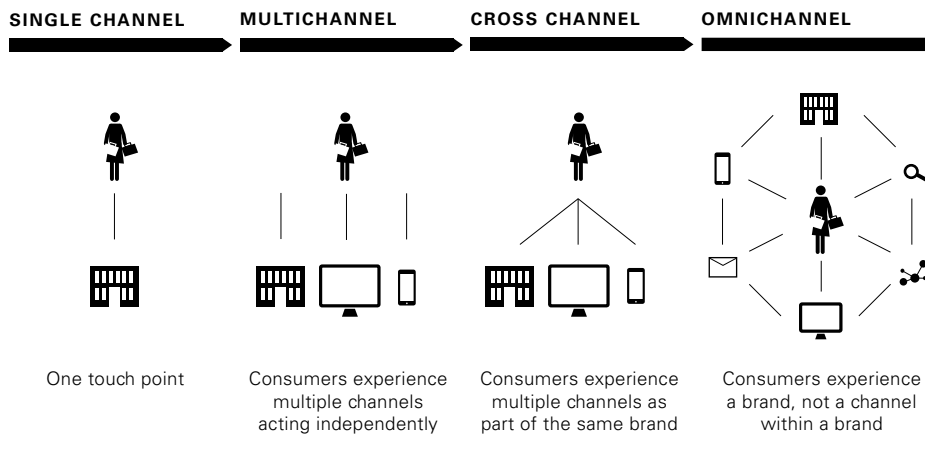 SINGLE CHANNEL
MULTICHANNEL
CROSS CHANNEL
OMNICHANNEL
One touch point
Consumers experience
multiple channels
acting independently
Consumers experience
multiple channels as
part of the same brand
Consumers experience
a brand, not a channel
within a brand